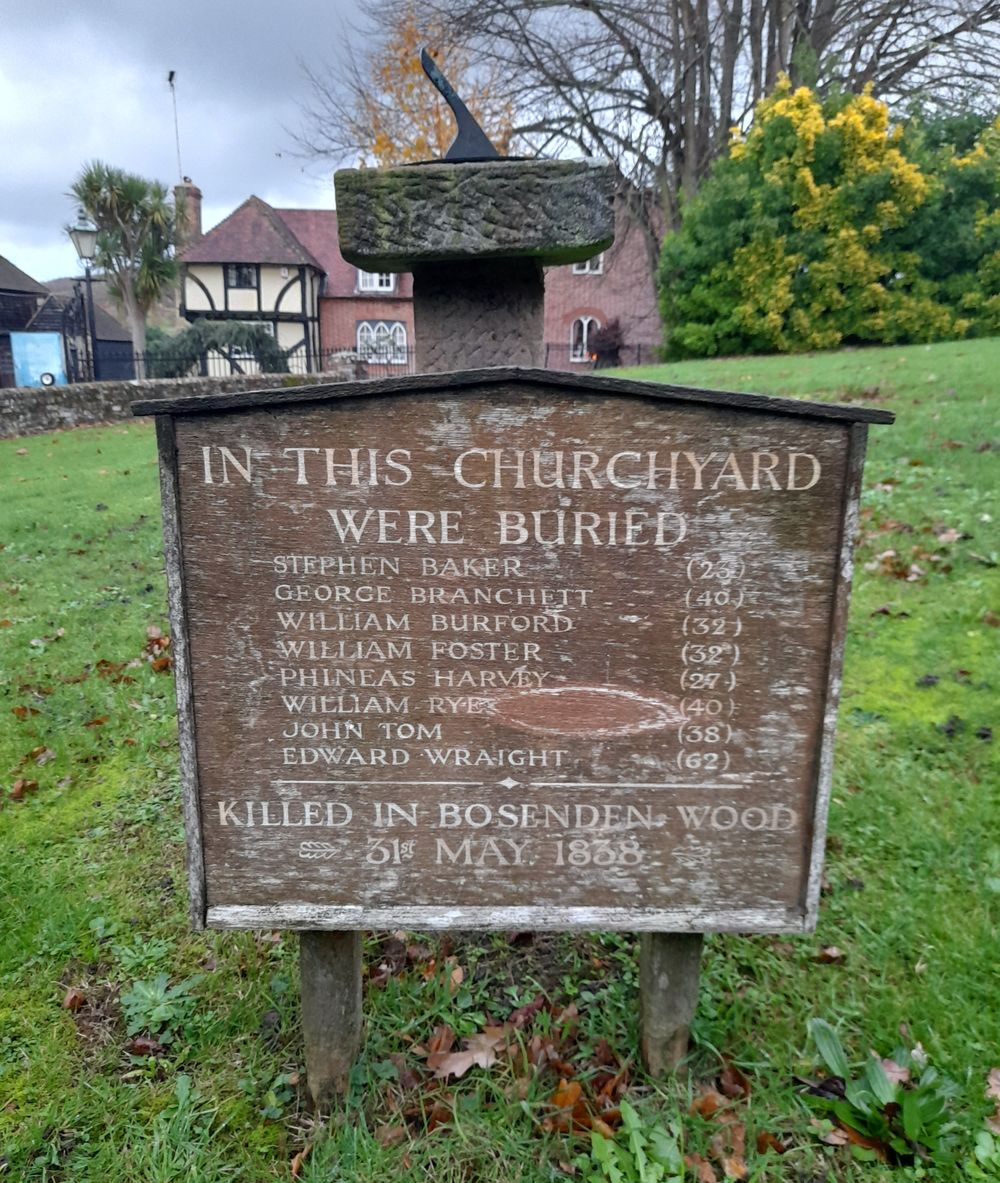 IN THIS CHURCHYARD
WERE BURIED
STEPHEN BAKER (23)
GEORGE BRANCHETT (40)
WILLIAM BURFORD (32)
WILLIAM FOSTER (32)
PHINEAS HARVEY (27)
WILLIAM RYE (40)
JOHN TOM (38)
EDWARD WRAIGHT (62)
KILLED IN BOSENDEN WOOD
31st MAY. 1838